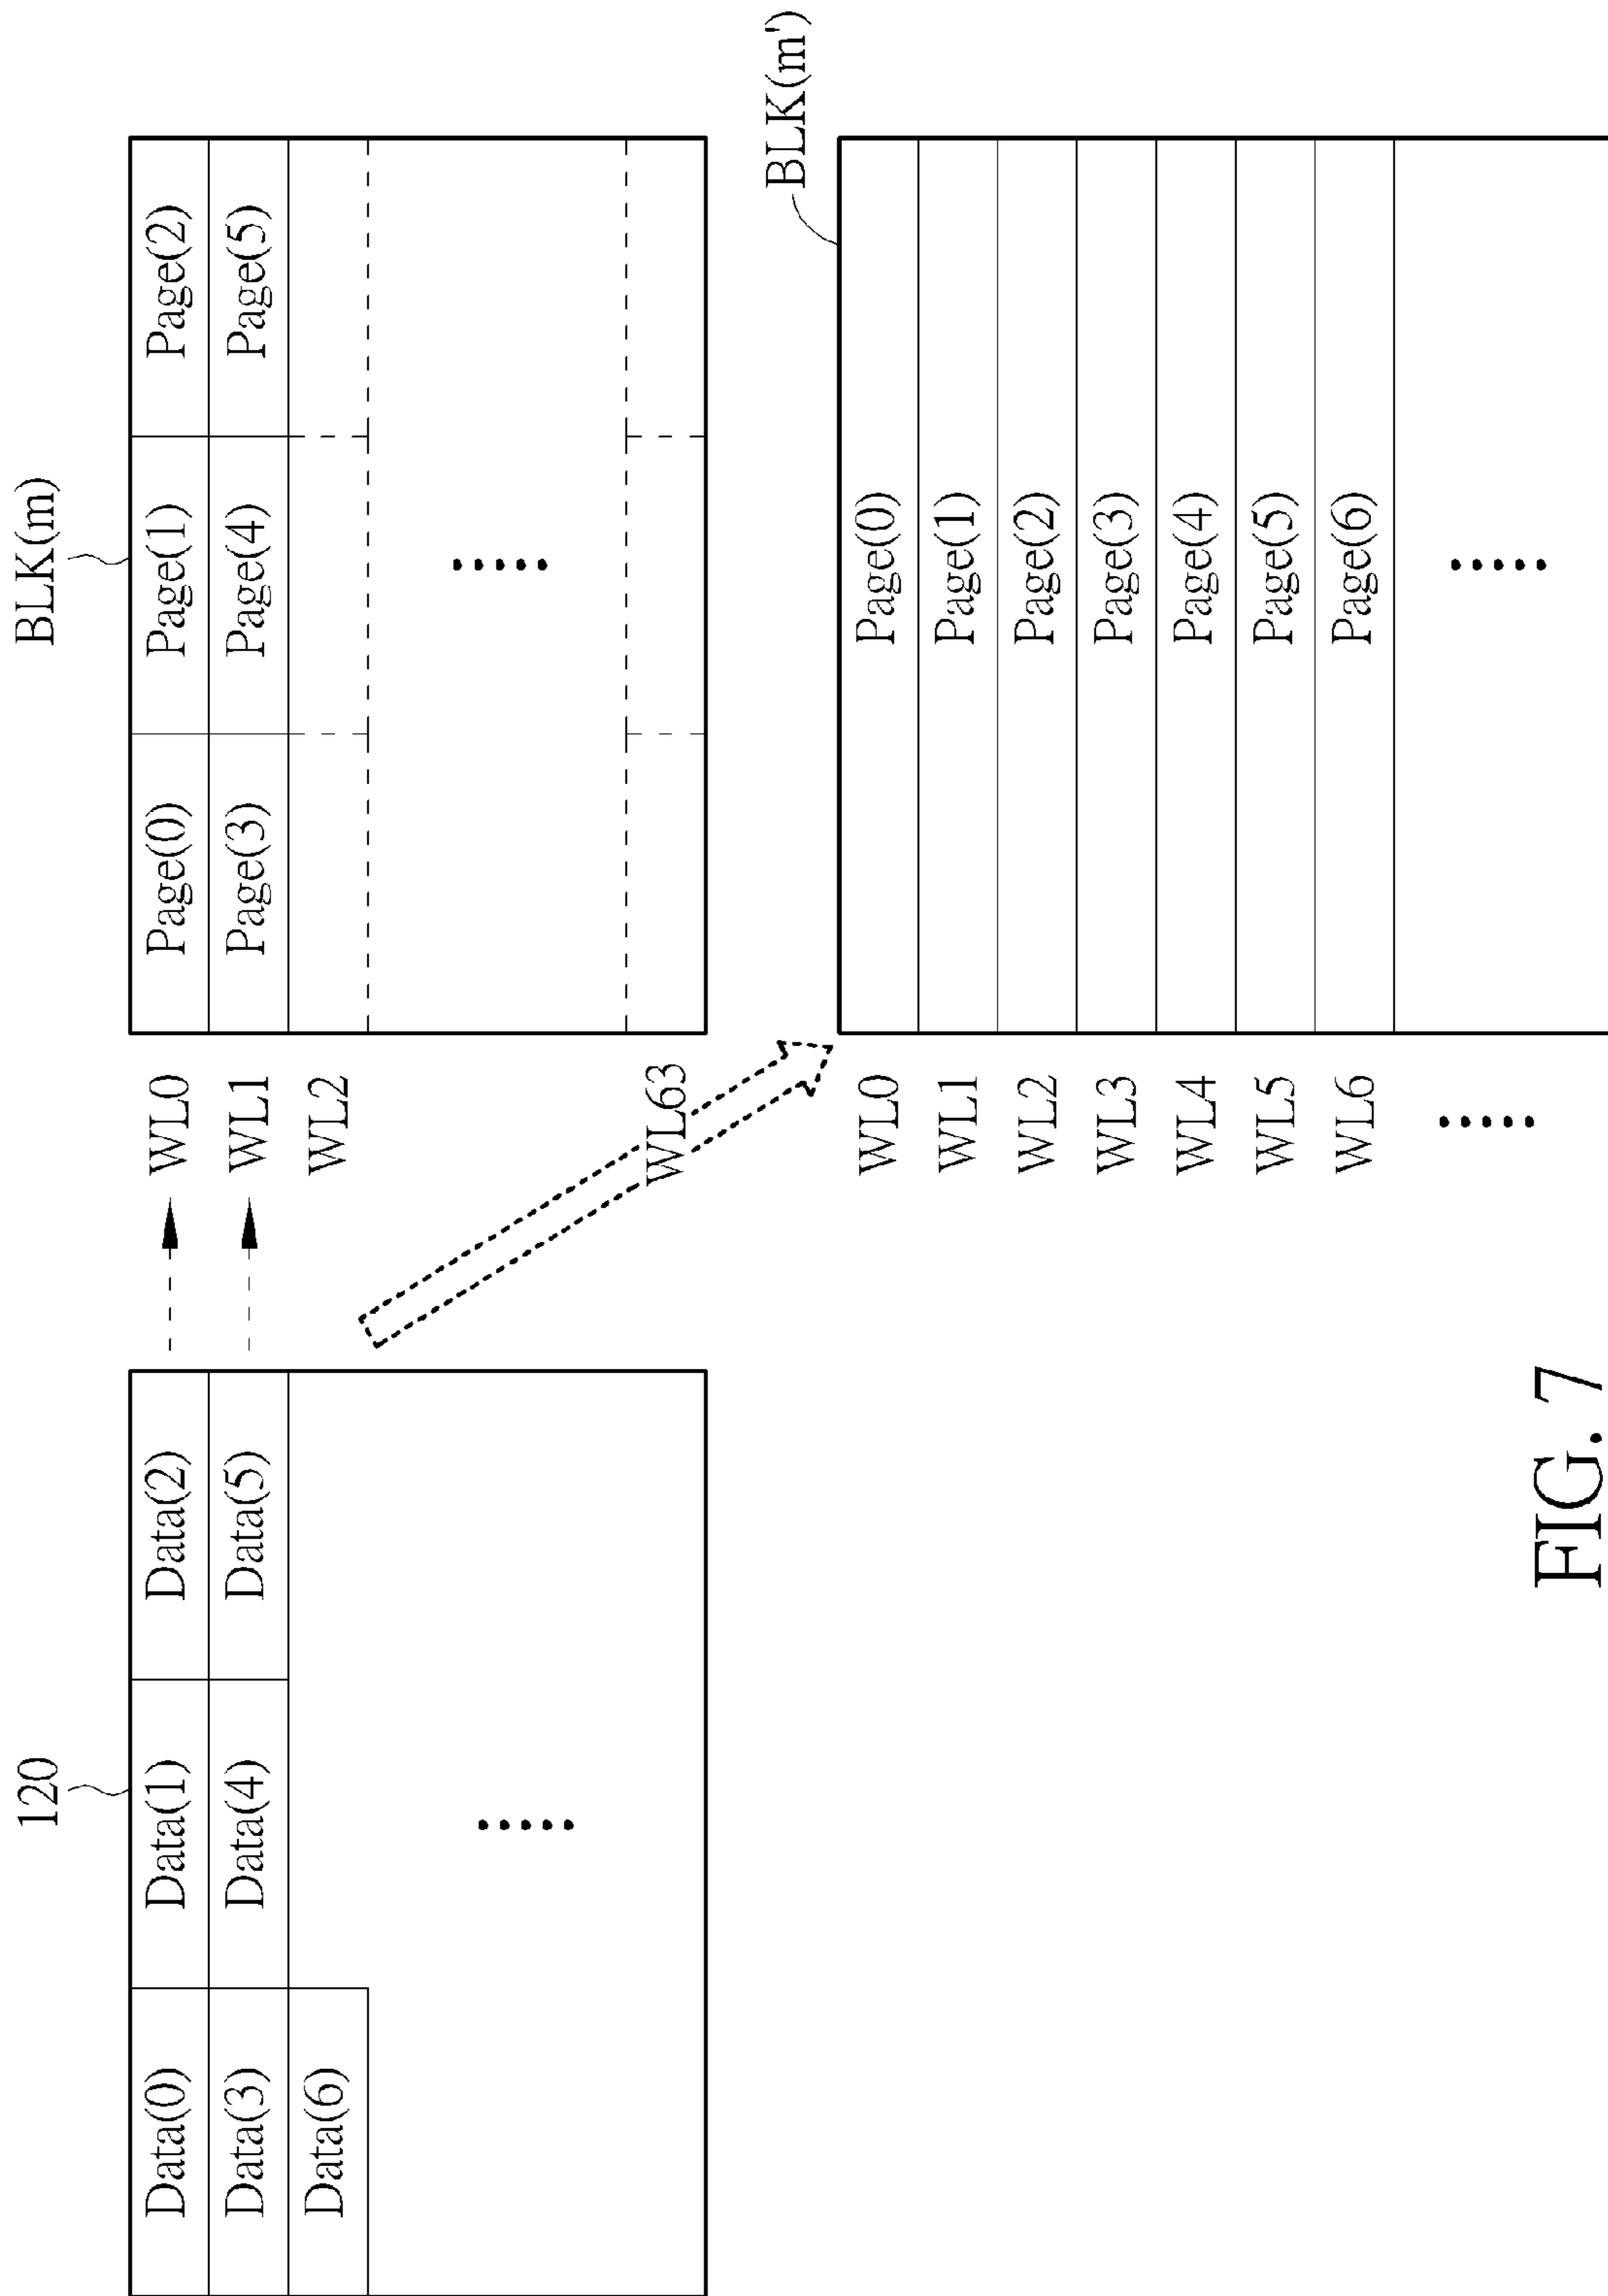 120
Data(0) Data(1) Data(2)
Data(3) Data(4) Data(5)
Data(6)
.....
BLK(m)
WL0 Page(0) Page(1) Page(2)
WL1 Page(3) Page(4) Page(5)
WL2
.....
WL63
BLK(m')
WL0 Page(0)
WL1 Page(1)
WL2 Page(2)
WL3 Page(3)
WL4 Page(4)
WL5 Page(5)
WL6 Page(6)
..... .....
FIG. 7